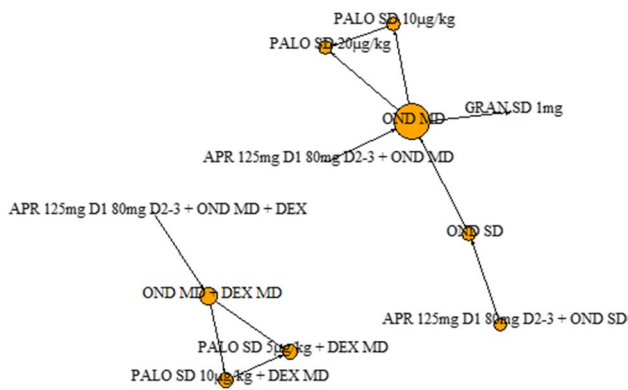 PALO SD 10µg/kg
PALO SD 20µg/kg
GRAN SD 1mg
OND MD
APR 125mg D1 80mg D2-3 + OND MD
APR 125mg D1 80mg D2-3 + OND MD + DEX
OND SD
OND MD + DEX MD
APR 125mg D1 80mg D2-3 + OND SD
PALO SD 5µg/kg + DEX MD
PALO SD 10µg/kg + DEX MD